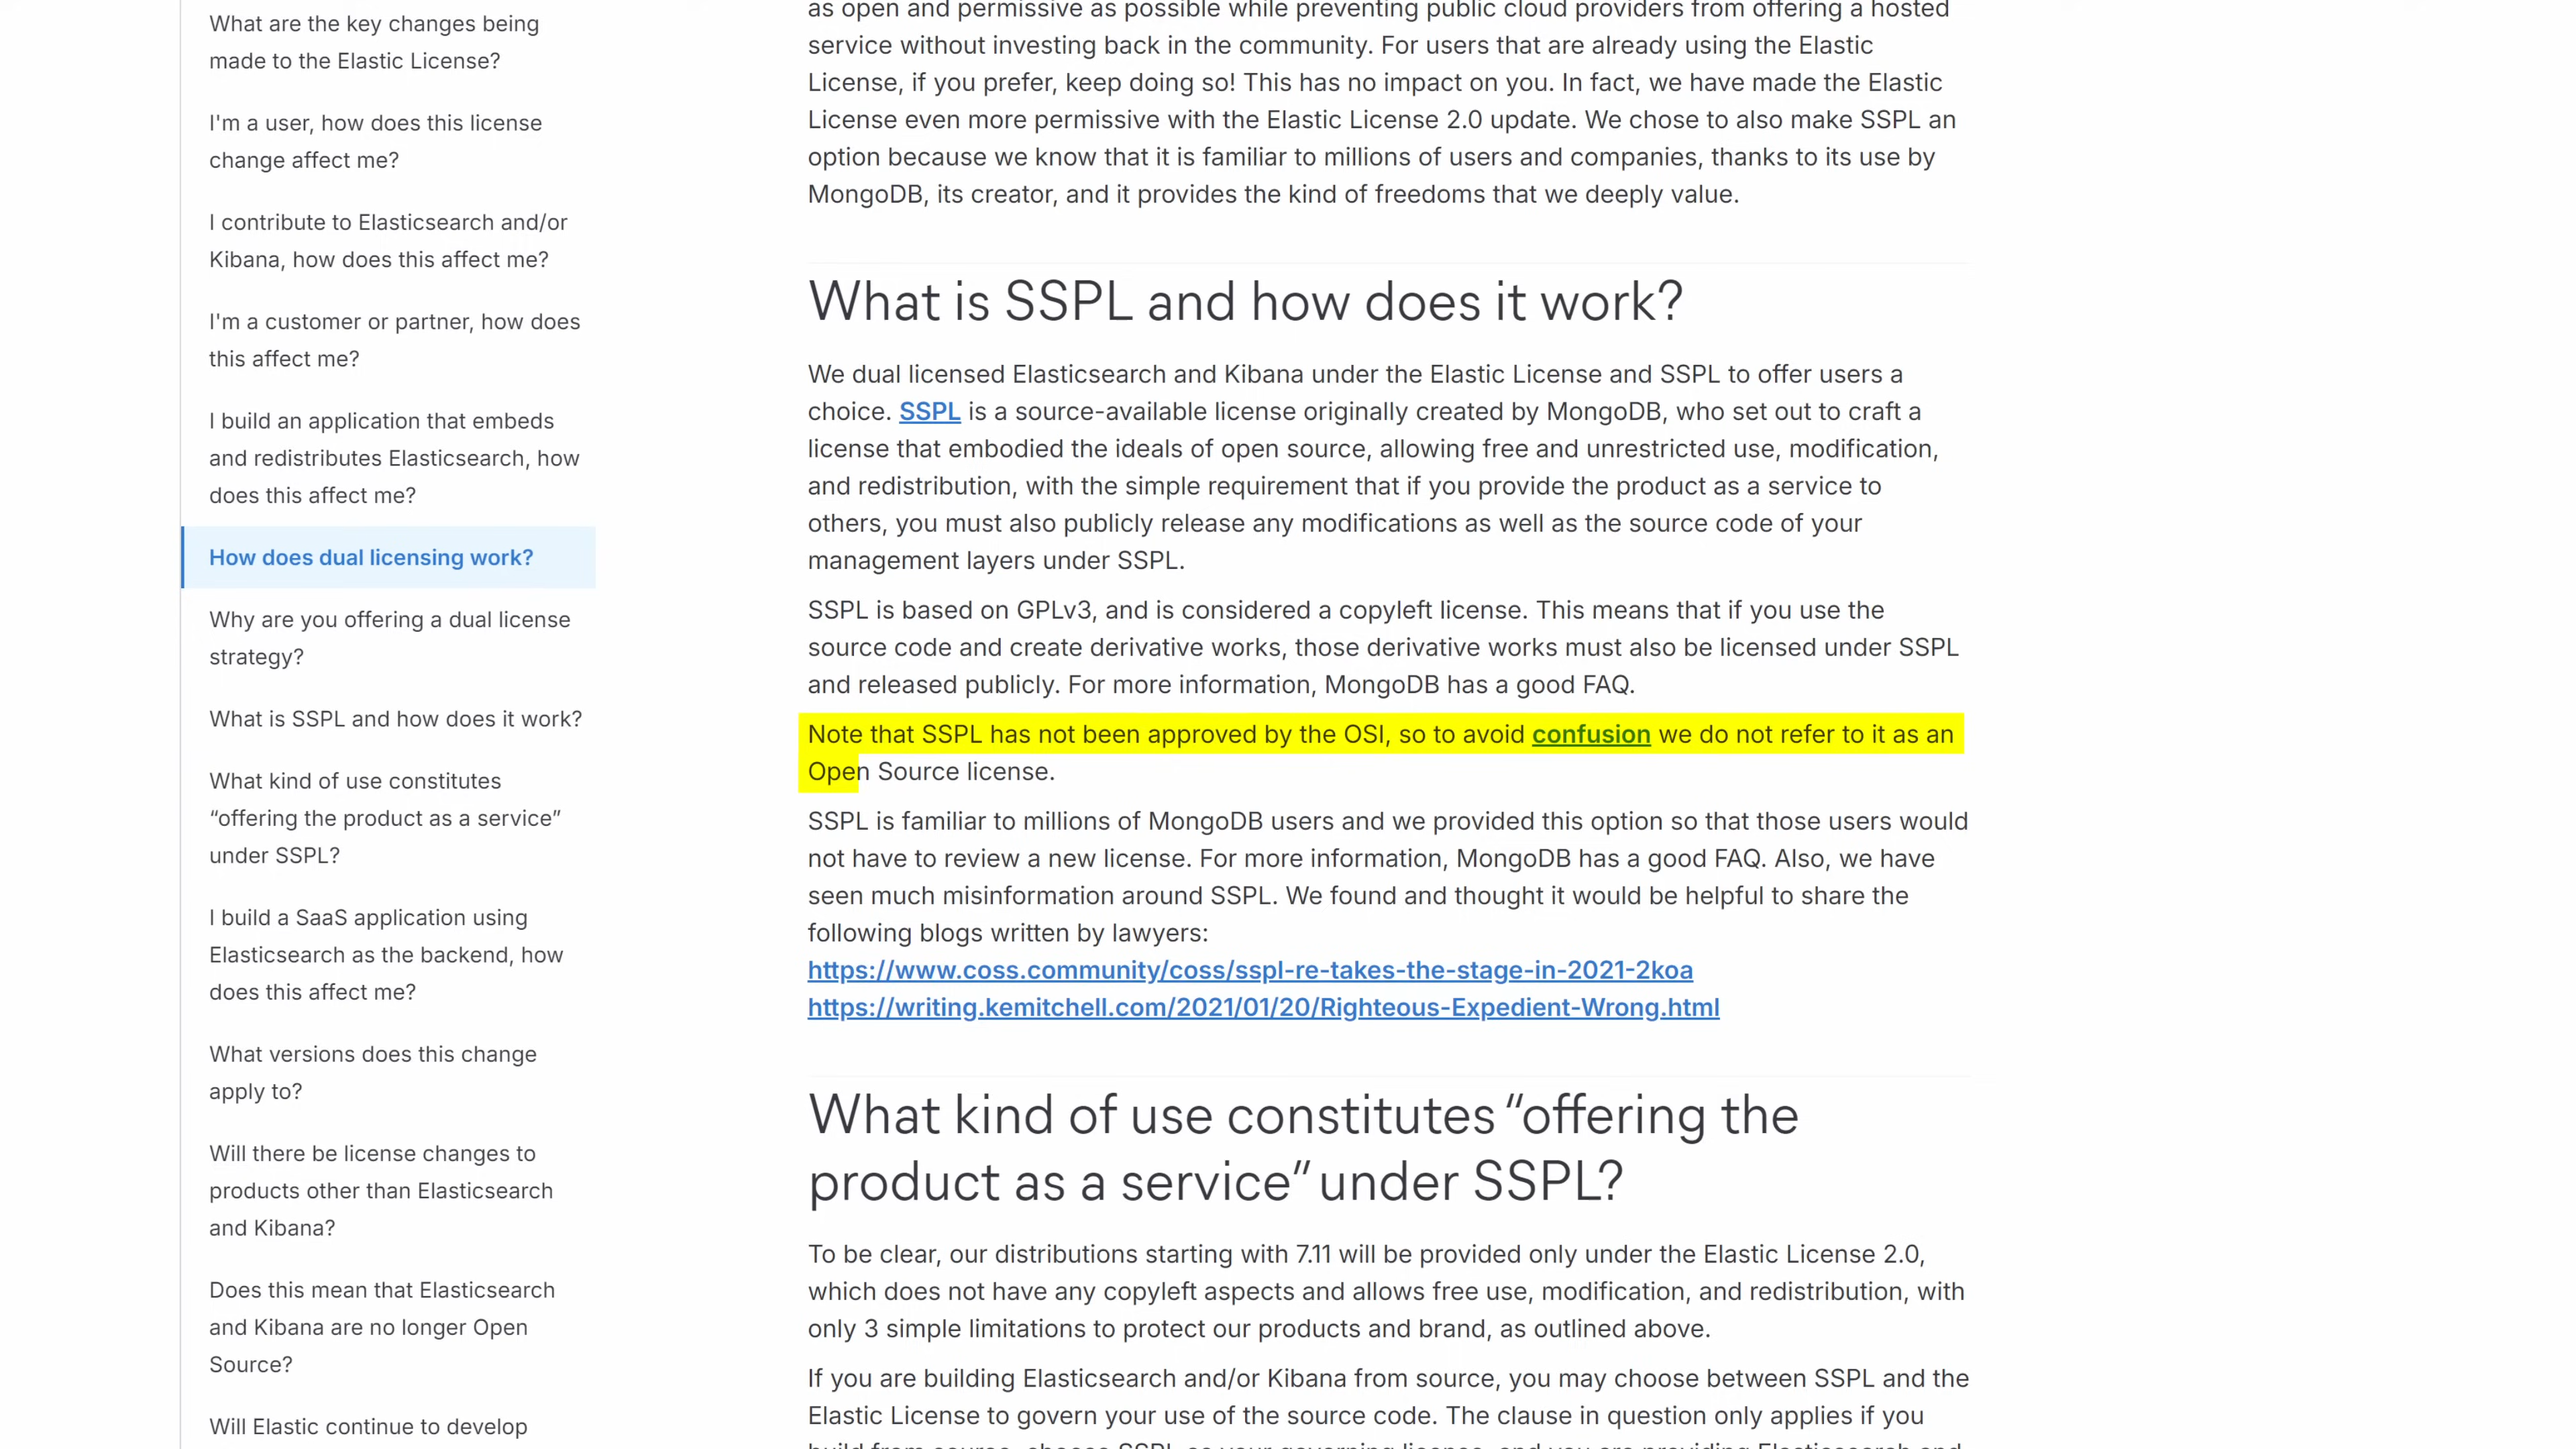 What are the key changes being
made to the Elastic License?
I'm a user, how does this license
change affect me?
I contribute to Elasticsearch and/or
Kibana, how does this affect me?
I'm a customer or partner, how does
this affect me?
I build an application that embeds
and redistributes Elasticsearch, how
does this affect me?
How does dual licensing work?
Why are you offering a dual license
strategy?
What is SSPL and how does it work?
What kind of use constitutes
“offering the product as a service”
under SSPL?
I build a SaaS application using
Elasticsearch as the backend, how
does this affect me?
What versions does this change
apply to?
Will there be license changes to
products other than Elasticsearch
and Kibana?
Does this mean that Elasticsearch
and Kibana are no longer Open
Source?
Will Elastic continue to develop
as open and permissive as possible while preventing public cloud providers from offering a hosted
service without investing back in the community. For users that are already using the Elastic
License, if you prefer, keep doing so! This has no impact on you. In fact, we have made the Elastic
License even more permissive with the Elastic License 2.0 update. We chose to also make SSPL an
option because we know that it is familiar to millions of users and companies, thanks to its use by
MongoDB, its creator, and it provides the kind of freedoms that we deeply value.
What is SSPL and how does it work?
We dual licensed Elasticsearch and Kibana under the Elastic License and SSPL to offer users a
choice. SSPL is a source-available license originally created by MongoDB, who set out to craft a
license that embodied the ideals of open source, allowing free and unrestricted use, modification,
and redistribution, with the simple requirement that if you provide the product as a service to
others, you must also publicly release any modifications as well as the source code of your
management layers under SSPL.
SSPL is based on GPLv3, and is considered a copyleft license. This means that if you use the
source code and create derivative works, those derivative works must also be licensed under SSPL
and released publicly. For more information, MongoDB has a good FAQ.
Note that SSPL has not been approved by the OSI, so to avoid confusion we do not refer to it as an
Open Source license.
SSPL is familiar to millions of MongoDB users and we provided this option so that those users would
not have to review a new license. For more information, MongoDB has a good FAQ. Also, we have
seen much misinformation around SSPL. We found and thought it would be helpful to share the
following blogs written by lawyers:
https://www.coss.community/coss/sspl-re-takes-the-stage-in-2021-2koa
https://writing.kemitchell.com/2021/01/20/Righteous-Expedient-Wrong.html
What kind of use constitutes “offering the
product as a service” under SSPL?
To be clear, our distributions starting with 7.11 will be provided only under the Elastic License 2.0,
which does not have any copyleft aspects and allows free use, modification, and redistribution, with
only 3 simple limitations to protect our products and brand, as outlined above.
If you are building Elasticsearch and/or Kibana from source, you may choose between SSPL and the
Elastic License to govern your use of the source code. The clause in question only applies if you